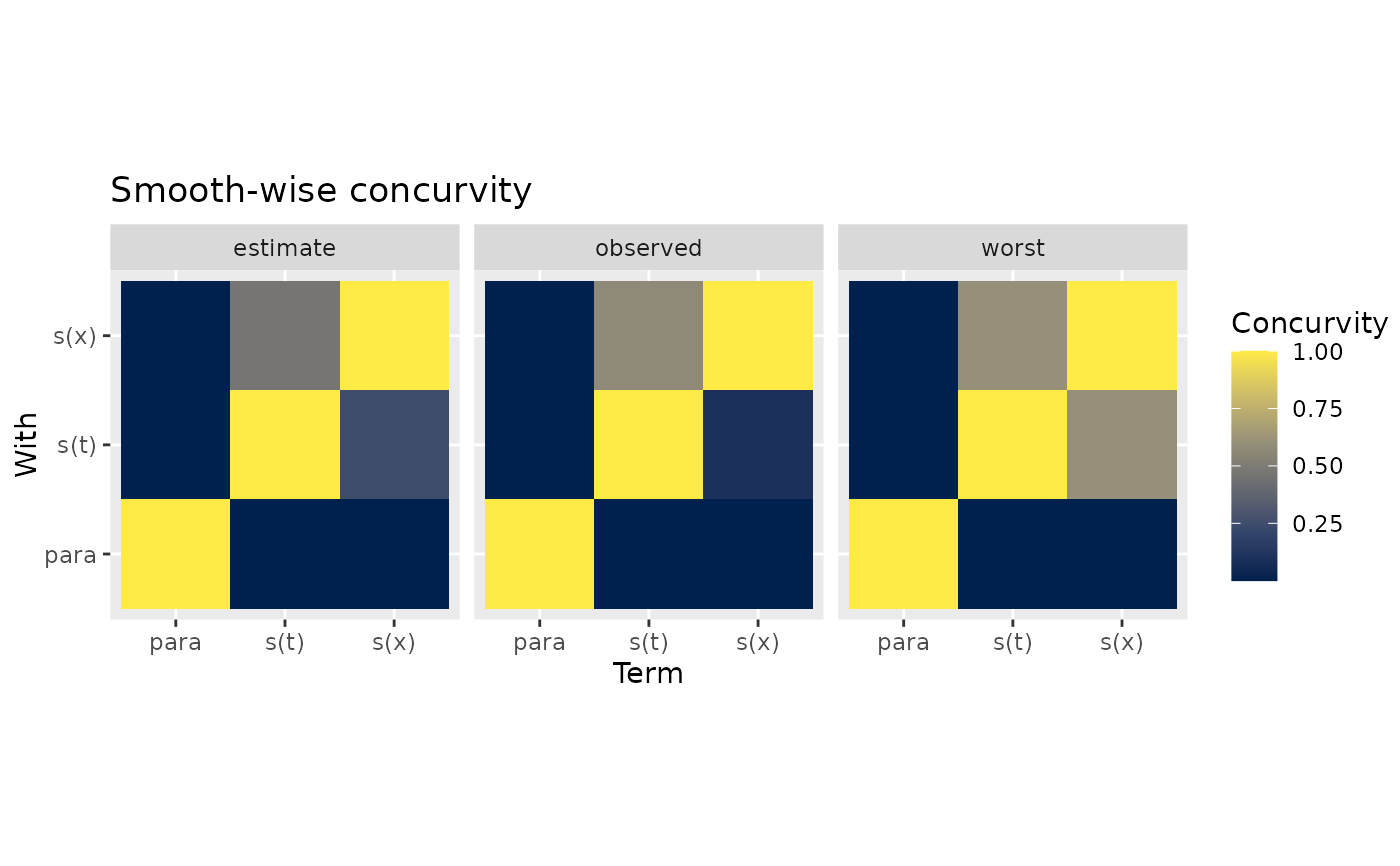 Smooth-wise concurvity
estimate
observed
worst
With
s(x)
s(t)
para
para
s(t)
s(x)
para
s(t)
s(x)
para
s(t)
s(x)
Term
Concurvity
1.00
0.75
0.50
0.25